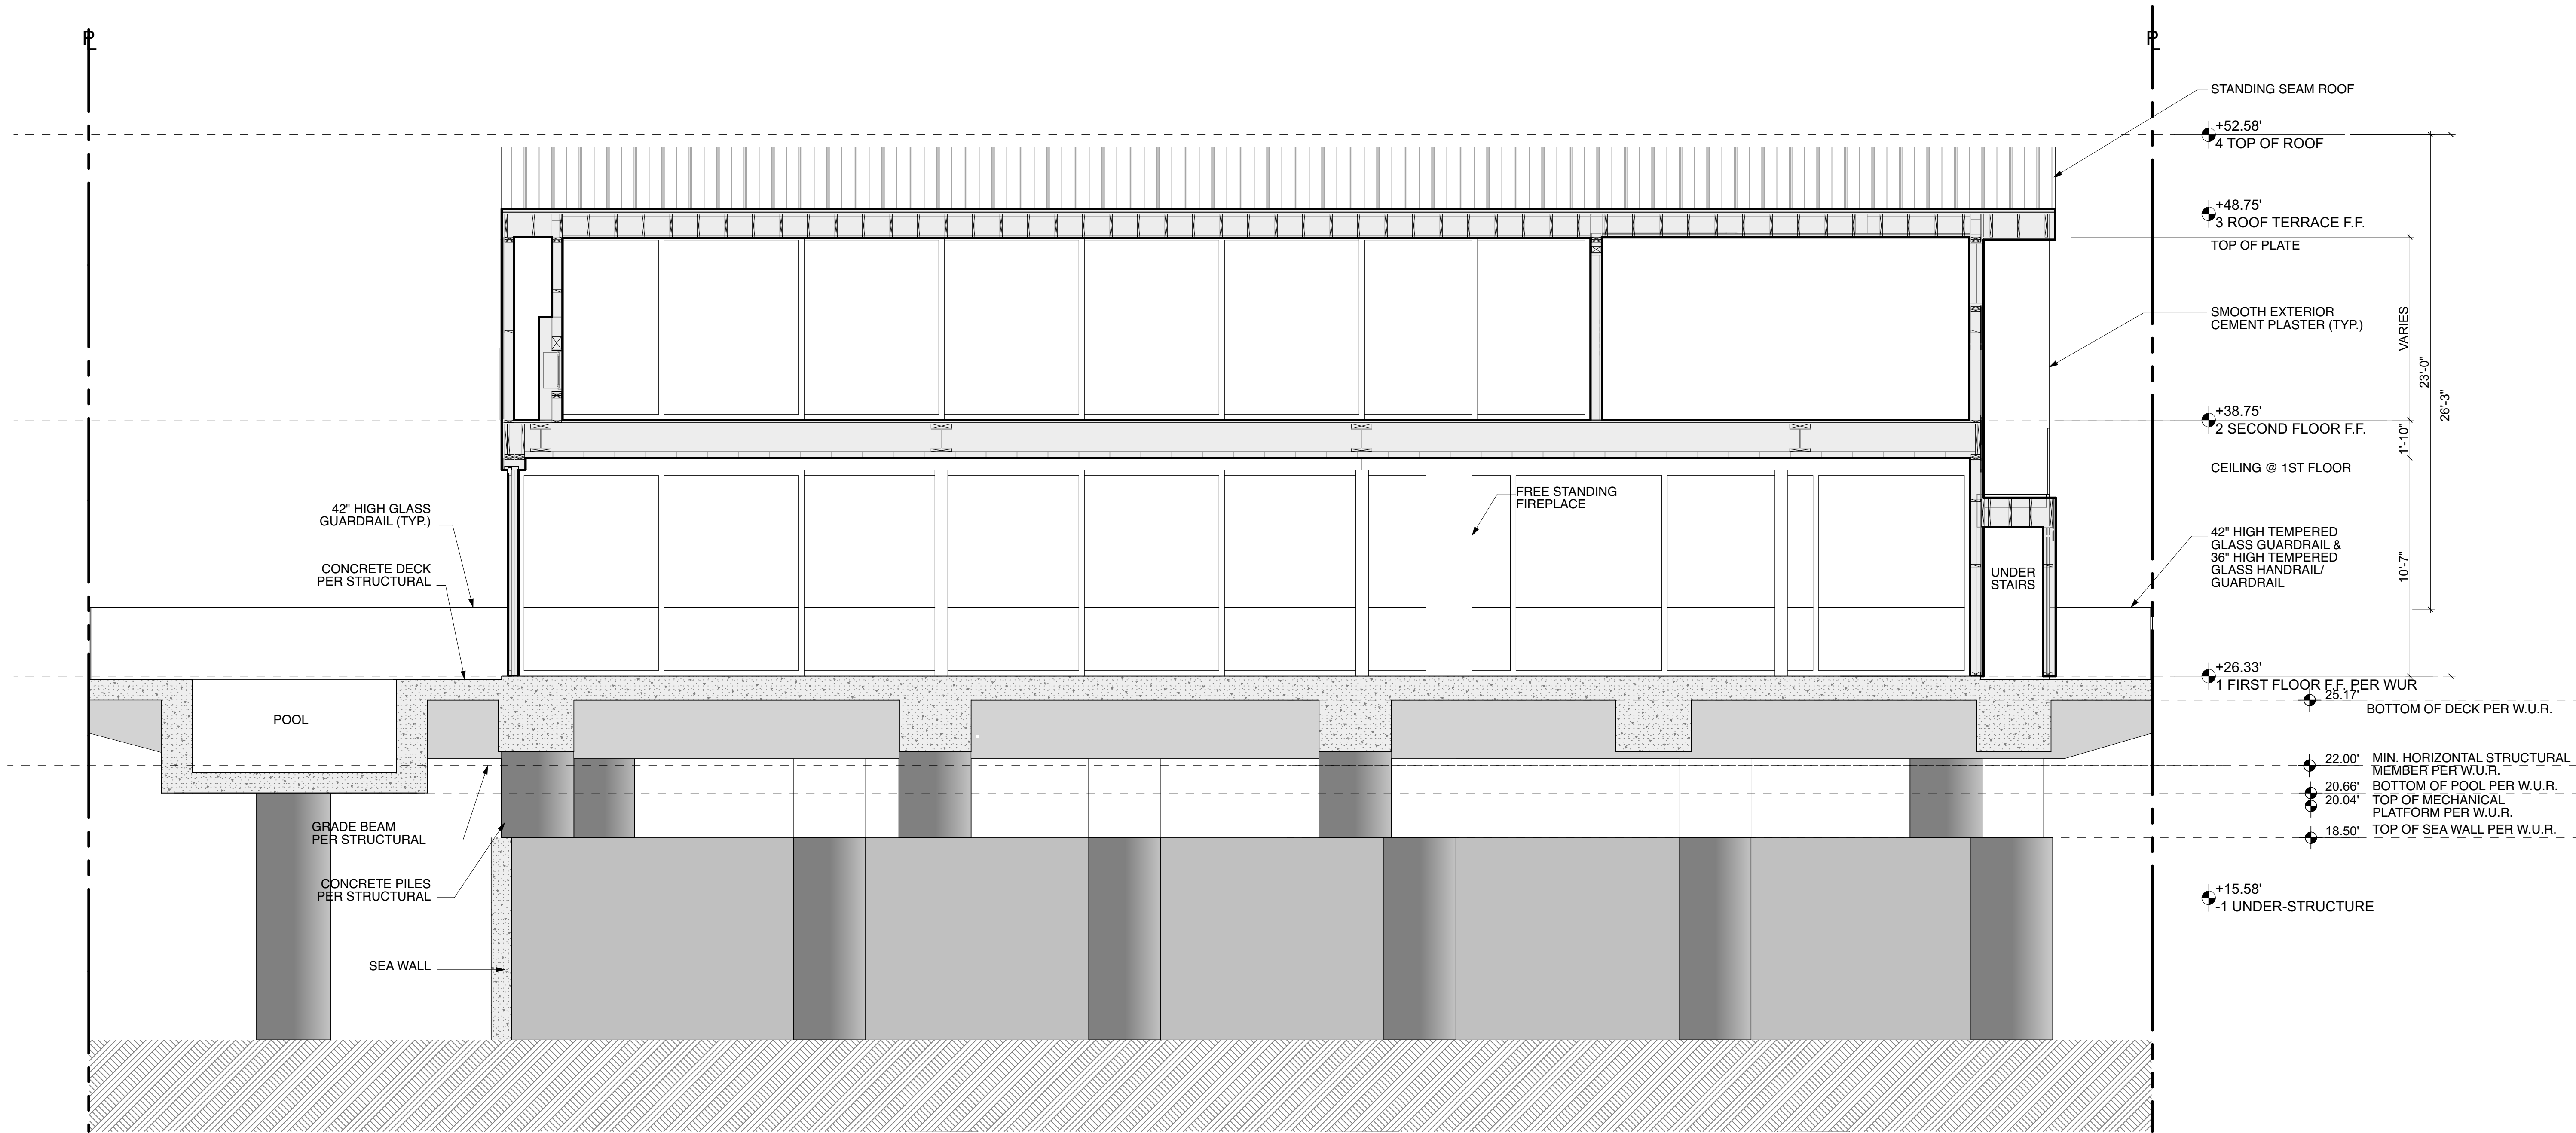 PL
PL
STANDING SEAM ROOF
+52.58'
4 TOP OF ROOF
+48.75'
3 ROOF TERRACE F.F.
TOP OF PLATE
SMOOTH EXTERIOR
CEMENT PLASTER (TYP.)
VARIES
23'-0"
26'-3"
+38.75'
2 SECOND FLOOR F.F.
1'-10"
CEILING @ 1ST FLOOR
FREE STANDING
FIREPLACE
42" HIGH GLASS
GUARDRAIL (TYP.)
42" HIGH TEMPERED
GLASS GUARDRAIL &
36" HIGH TEMPERED
GLASS HANDRAIL/
GUARDRAIL
10'-7"
CONCRETE DECK
PER STRUCTURAL
UNDER
STAIRS
+26.33'
1 FIRST FLOOR F.F. PER WUR
25.17'
BOTTOM OF DECK PER W.U.R.
POOL
22.00' MIN. HORIZONTAL STRUCTURAL
MEMBER PER W.U.R.
20.66' BOTTOM OF POOL PER W.U.R.
20.04' TOP OF MECHANICAL
PLATFORM PER W.U.R.
18.50' TOP OF SEA WALL PER W.U.R.
GRADE BEAM
PER STRUCTURAL
CONCRETE PILES
PER STRUCTURAL
+15.58'
-1 UNDER-STRUCTURE
SEA WALL